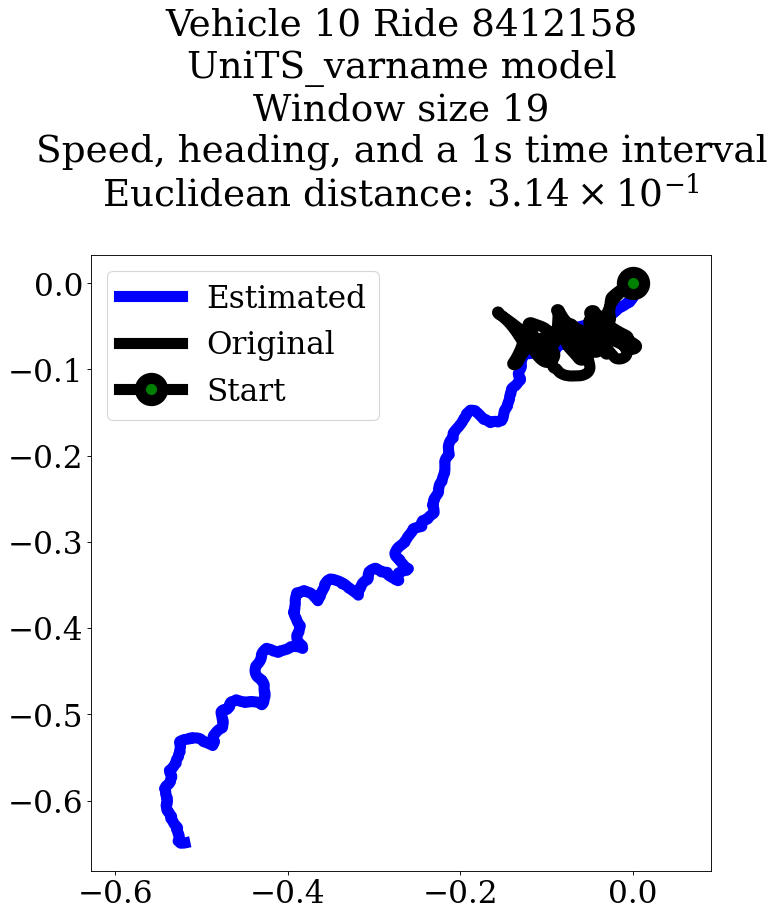 Vehicle 10 Ride 8412158
UniTS_varname model
Window size 19
Speed, heading, and a 1s time interval
Euclidean distance: 3.14 × 10⁻¹
Estimated
Original
Start
0.0
−0.1
−0.2
−0.3
−0.4
−0.5
−0.6
−0.6
−0.4
−0.2
0.0